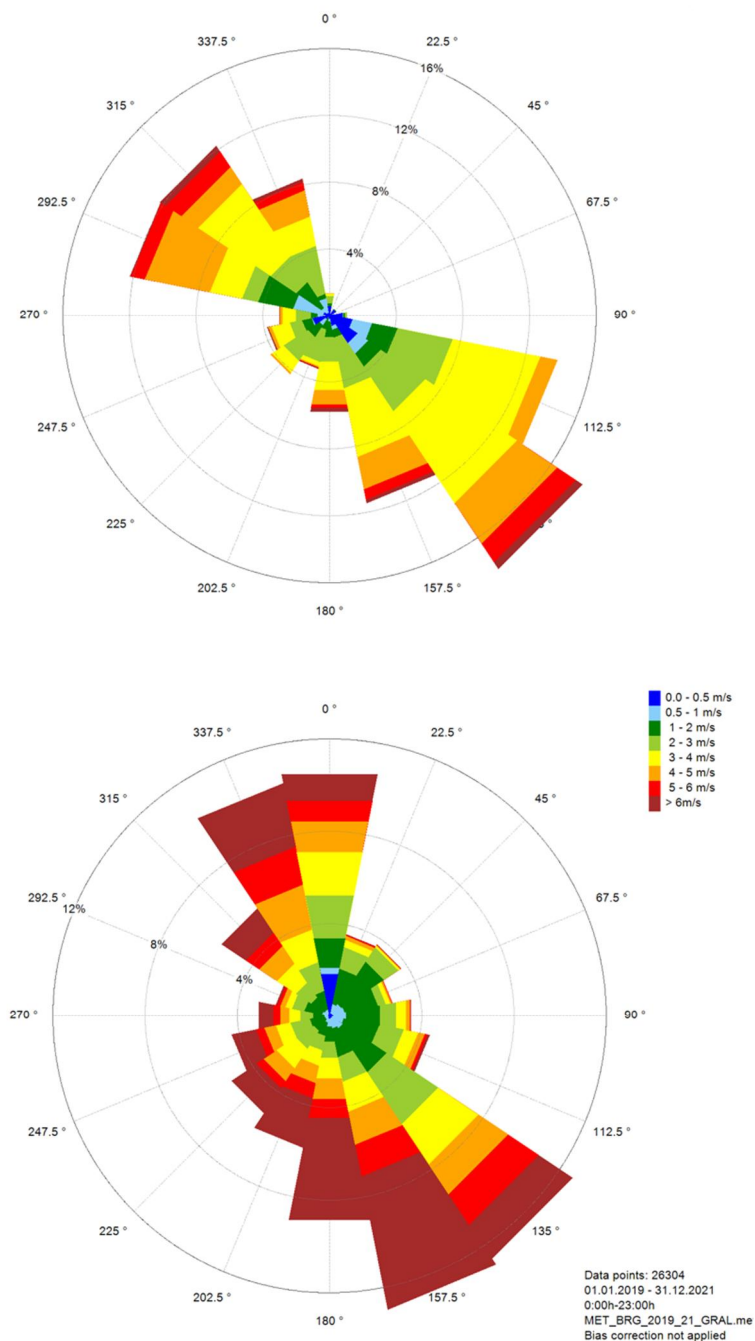 0 °
337.5 °
22.5 °
16%
315 °
45 °
12%
292.5 °
8%
67.5 °
4%
270 °
90 °
247.5 °
112.5 °
225 °
202.5 °
157.5 °
180 °
0.0 - 0.5 m/s
0.5 - 1 m/s
1 - 2 m/s
2 - 3 m/s
3 - 4 m/s
4 - 5 m/s
5 - 6 m/s
> 6m/s
0 °
337.5 °
22.5 °
315 °
45 °
292.5 °
67.5 °
12%
8%
4%
270 °
90 °
247.5 °
112.5 °
225 °
135 °
202.5 °
157.5 °
180 °
Data points: 26304
01.01.2019 - 31.12.2021
0:00h-23:00h
MET_BRG_2019_21_GRAL.me
Bias correction not applied